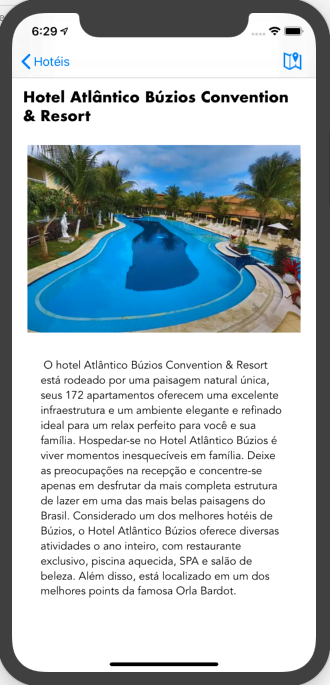 6:29
Hotéis
Hotel Atlântico Búzios Convention
& Resort
O hotel Atlântico Búzios Convention & Resort
está rodeado por uma paisagem natural única,
seus 172 apartamentos oferecem uma excelente
infraestrutura e um ambiente elegante e refinado
ideal para um relax perfeito para você e sua
família. Hospedar-se no Hotel Atlântico Búzios é
viver momentos inesquecíveis em família. Deixe
as preocupações na recepção e concentre-se
apenas em desfrutar da mais completa estrutura
de lazer em uma das mais belas paisagens do
Brasil. Considerado um dos melhores hotéis de
Búzios, o Hotel Atlântico Búzios oferece diversas
atividades o ano inteiro, com restaurante
exclusivo, piscina aquecida, SPA e salão de
beleza. Além disso, está localizado em um dos
melhores points da famosa Orla Bardot.